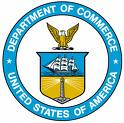 DEPARTMENT OF COMMERCE
UNITED STATES OF AMERICA